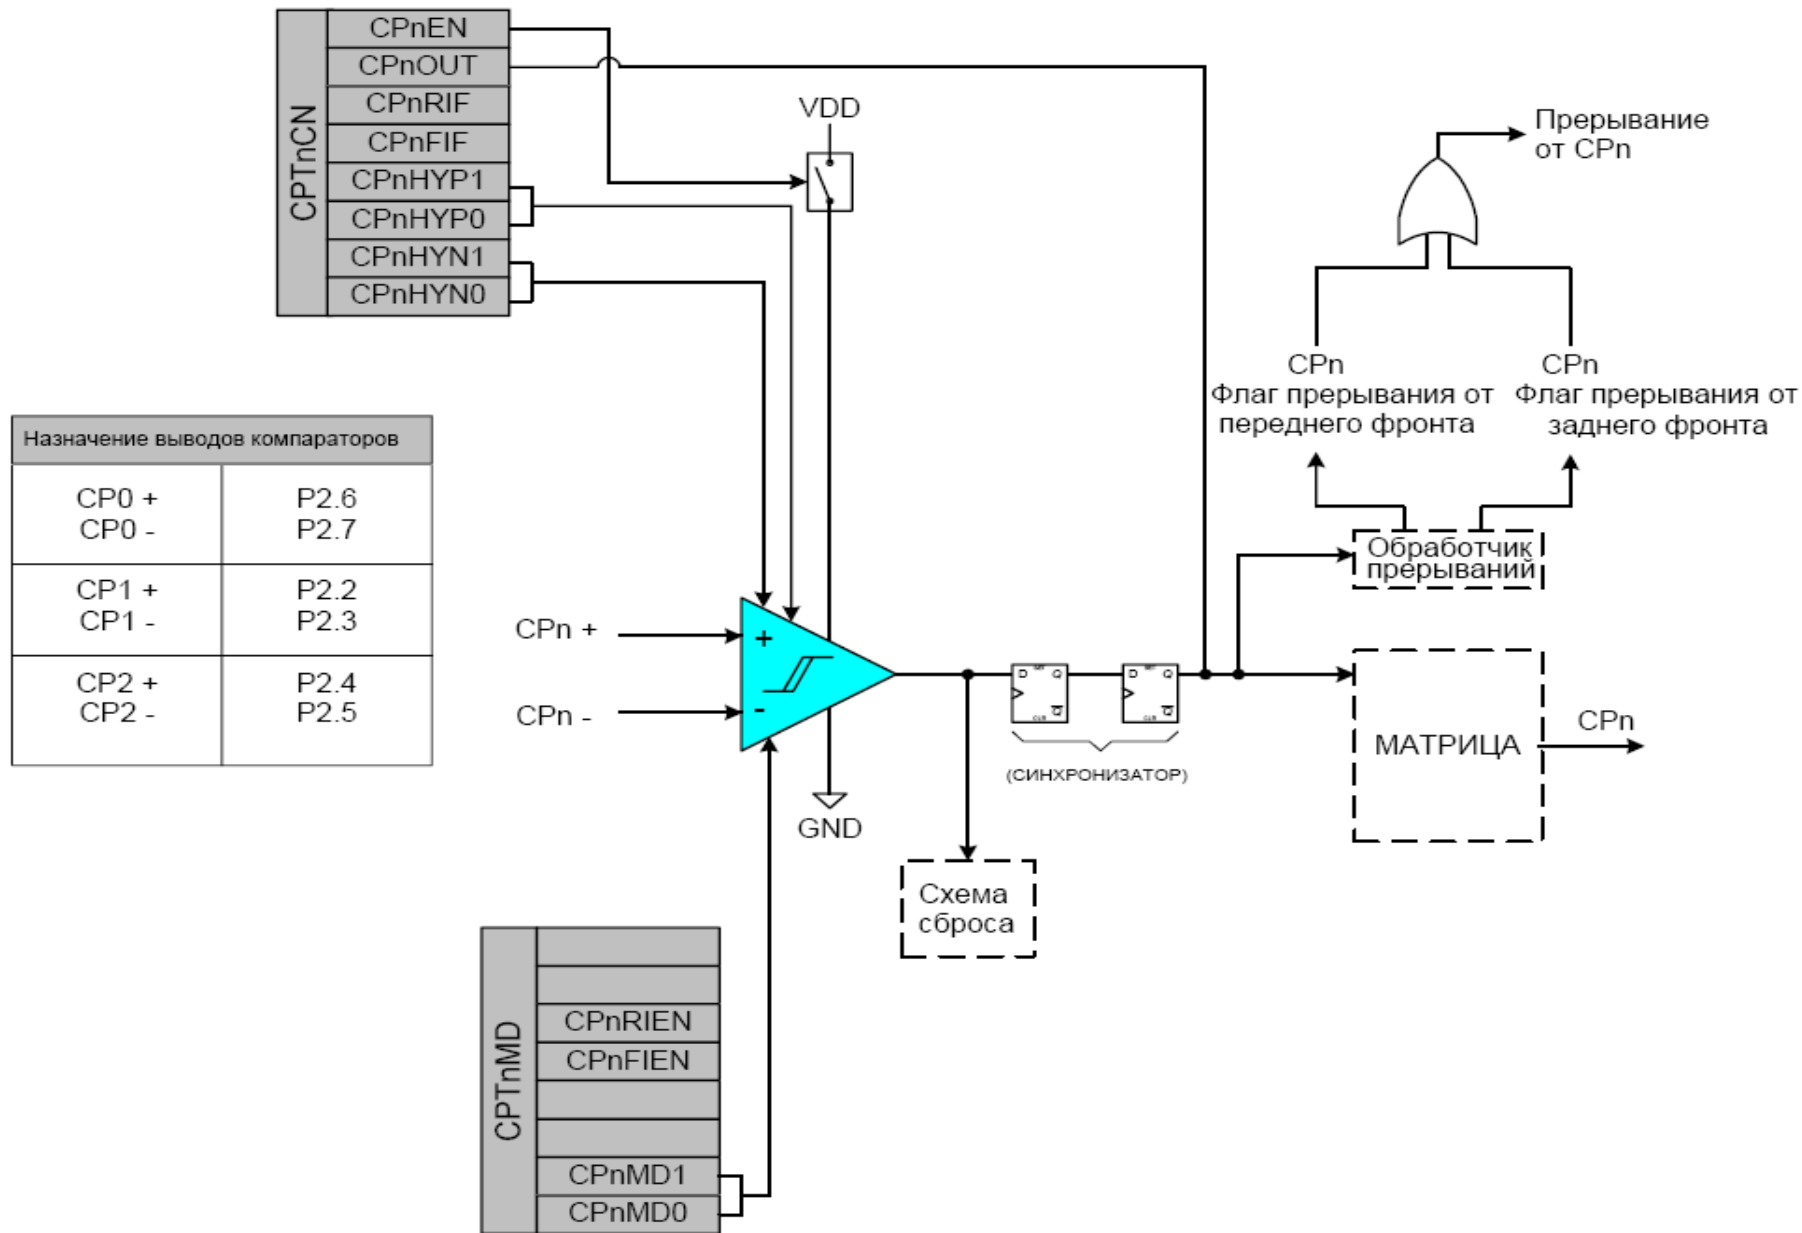 CPTnCN
CPnEN
CPnOUT
CPnRIF
CPnFIF
CPnHYP1
CPnHYP0
CPnHYN1
CPnHYN0
VDD
Прерывание
от CPn
CPn
Флаг прерывания от
переднего фронта
CPn
Флаг прерывания от
заднего фронта
Назначение выводов компараторов
CP0 + P2.6
CP0 - P2.7
CP1 + P2.2
CP1 - P2.3
CP2 + P2.4
CP2 - P2.5
Обработчик
прерываний
CPn +
+
CPn -
-
D Q
Q
CLR
D Q
Q
CLR
(СИНХРОНИЗАТОР)
МАТРИЦА
CPn
GND
Схема
сброса
CPTnMD
CPnRIEN
CPnFIEN
CPnMD1
CPnMD0